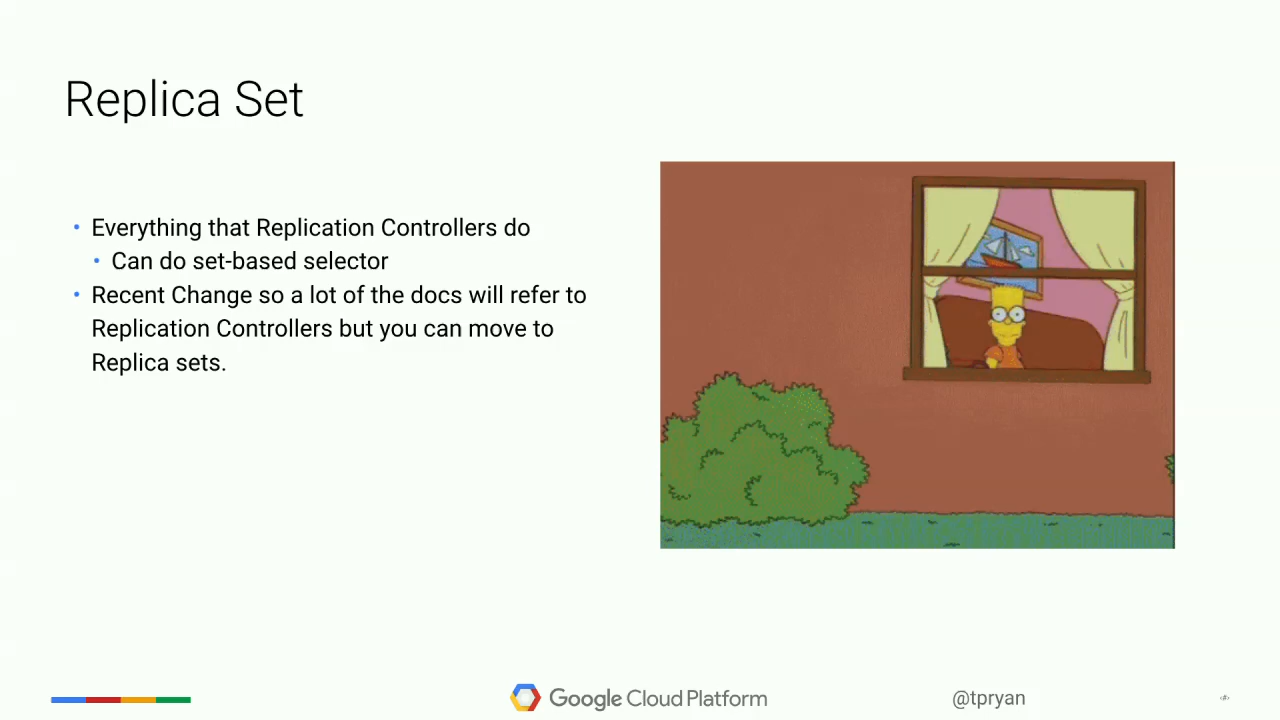 Replica Set
• Everything that Replication Controllers do
• Can do set-based selector
• Recent Change so a lot of the docs will refer to
Replication Controllers but you can move to
Replica sets.
Google Cloud Platform
@tpryan